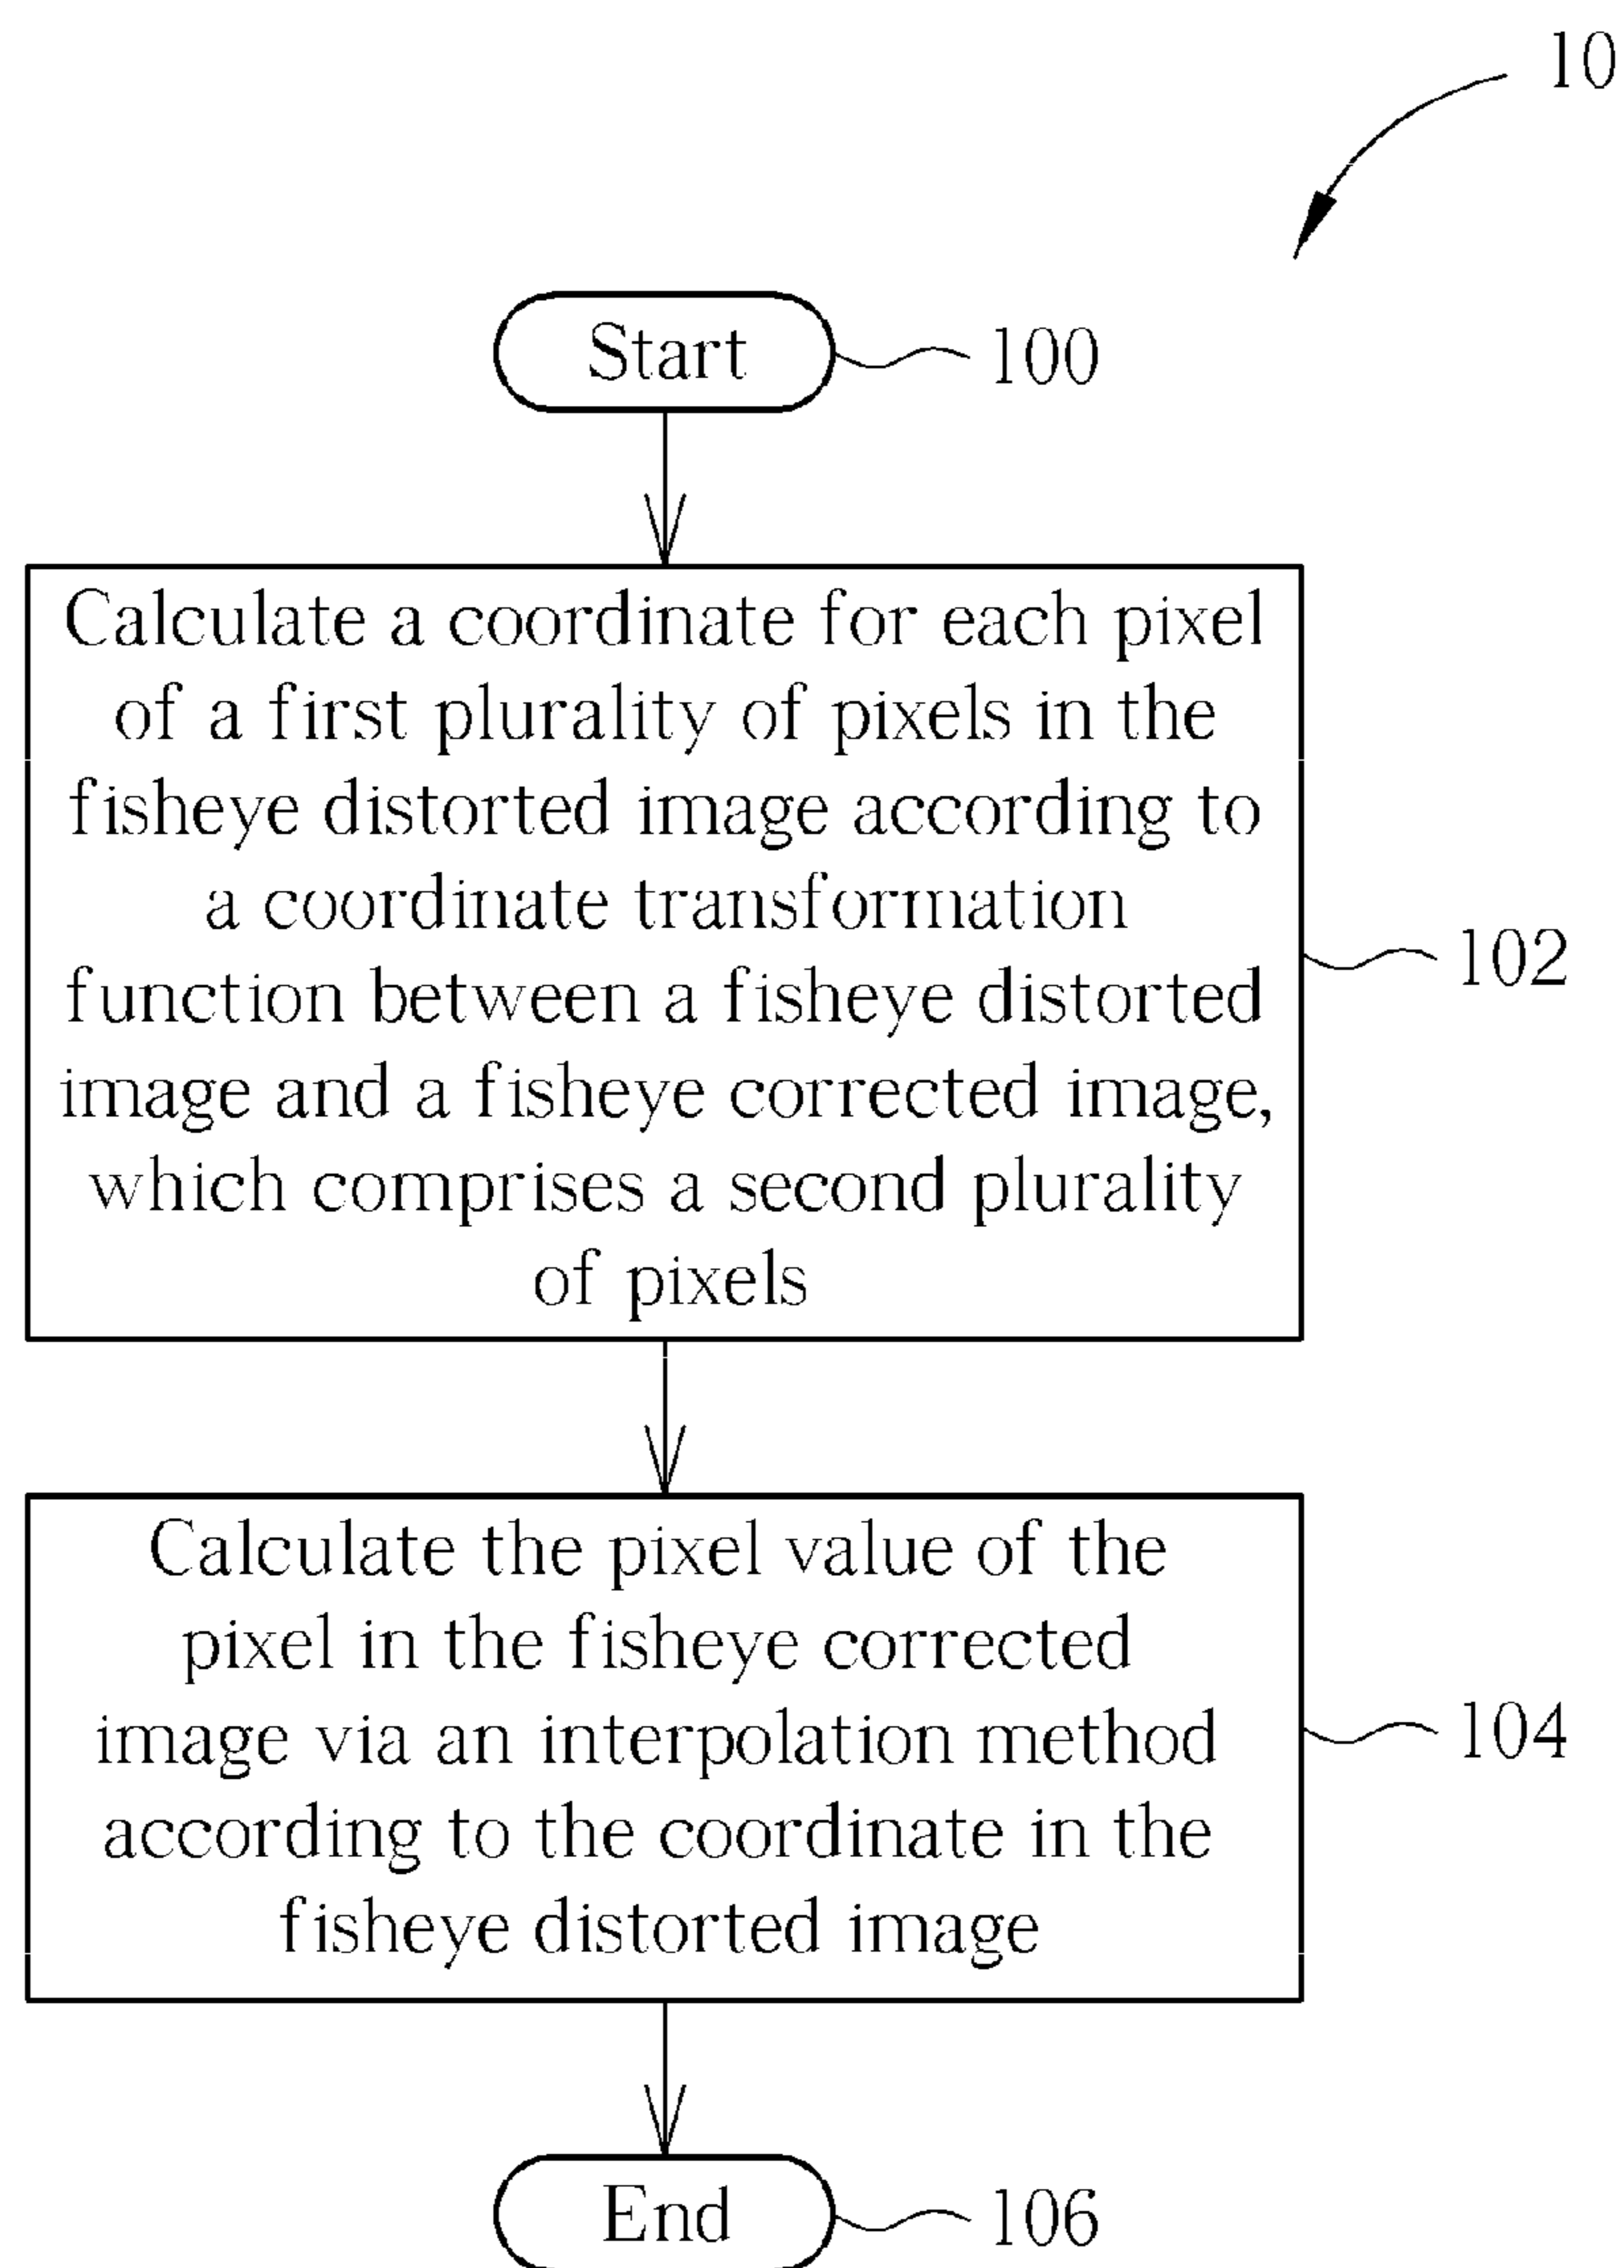 10
Start
100
Calculate a coordinate for each pixel
of a first plurality of pixels in the
fisheye distorted image according to
a coordinate transformation
function between a fisheye distorted
image and a fisheye corrected image,
which comprises a second plurality
of pixels
102
Calculate the pixel value of the
pixel in the fisheye corrected
image via an interpolation method
according to the coordinate in the
fisheye distorted image
104
End
106